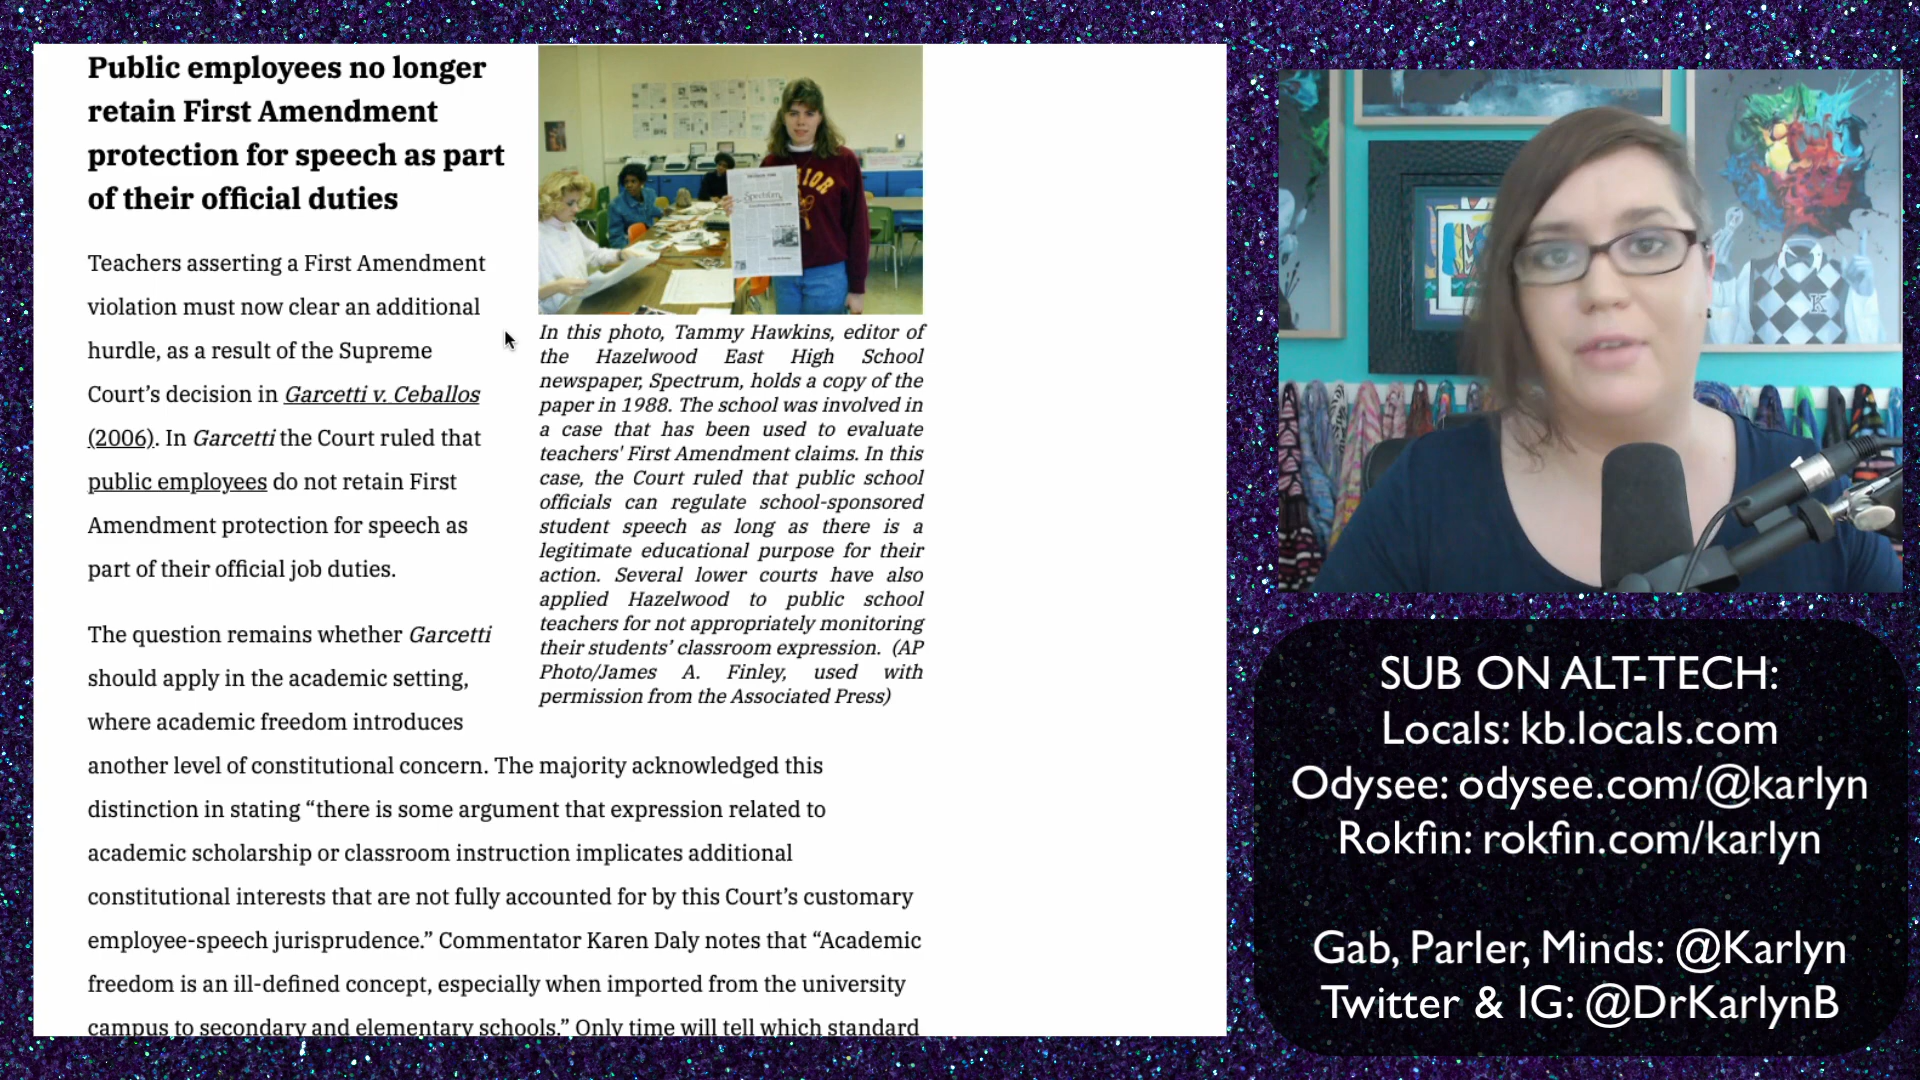 Public employees no longer
retain First Amendment
protection for speech as part
of their official duties
Teachers asserting a First Amendment
violation must now clear an additional
hurdle, as a result of the Supreme
Court’s decision in Garcetti v. Ceballos
(2006). In Garcetti the Court ruled that
public employees do not retain First
Amendment protection for speech as
part of their official job duties.
The question remains whether Garcetti
should apply in the academic setting,
where academic freedom introduces
another level of constitutional concern. The majority acknowledged this
distinction in stating “there is some argument that expression related to
academic scholarship or classroom instruction implicates additional
constitutional interests that are not fully accounted for by this Court’s customary
employee-speech jurisprudence.” Commentator Karen Daly notes that “Academic
freedom is an ill-defined concept, especially when imported from the university
campus to secondary and elementary schools.” Only time will tell which standard
Spectrum
In this photo, Tammy Hawkins, editor of
the Hazelwood East High School
newspaper, Spectrum, holds a copy of the
paper in 1988. The school was involved in
a case that has been used to evaluate
teachers' First Amendment claims. In this
case, the Court ruled that public school
officials can regulate school-sponsored
student speech as long as there is a
legitimate educational purpose for their
action. Several lower courts have also
applied Hazelwood to public school
teachers for not appropriately monitoring
their students’ classroom expression. (AP
Photo/James A. Finley, used with
permission from the Associated Press)
K
SUB ON ALT-TECH:
Locals: kb.locals.com
Odysee: odysee.com/@karlyn
Rokfin: rokfin.com/karlyn
Gab, Parler, Minds: @Karlyn
Twitter & IG: @DrKarlynB